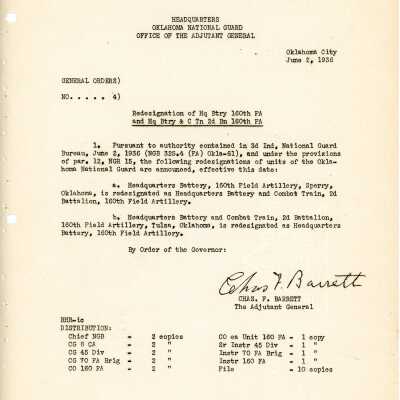 HEADQUARTERS
OKLAHOMA NATIONAL GUARD
OFFICE OF THE ADJUTANT GENERAL
Oklahoma City
June 2, 1936
GENERAL ORDERS)
NO. . . . . 4)
Redesignation of Hq Btry 160th FA
and Hq Btry & C Tn 2d Bn 160th FA
1. Pursuant to authority contained in 3d Ind, National Guard
Bureau, June 2, 1936 (NGB 325.4 (FA) Okla-61), and under the provisions
of par. 12, NGR 15, the following redesignations of units of the Okla-
homa National Guard are announced, effective this date:
a. Headquarters Battery, 160th Field Artillery, Sperry,
Oklahoma, is redesignated as Headquarters Battery and Combat Train, 2d
Battalion, 160th Field Artillery.
b. Headquarters Battery and Combat Train, 2d Battalion,
160th Field Artillery, Tulsa, Oklahoma, is redesignated as Headquarters
Battery, 160th Field Artillery.
By Order of the Governor:
Chas F. Barrett
CHAS. F. BARRETT
The Adjutant General
HHR-tc
DISTRIBUTION:
Chief NGB - 2 copies CO ea Unit 160 FA - 1 copy
CG 8 CA - 2 " Sr Instr 45 Div - 1 "
CG 45 Div - 2 " Instr 70 FA Brig - 1 "
CG 70 FA Brig - 2 " Instr 160 FA - 1 "
CO 160 FA - 2 " File - 10 copies